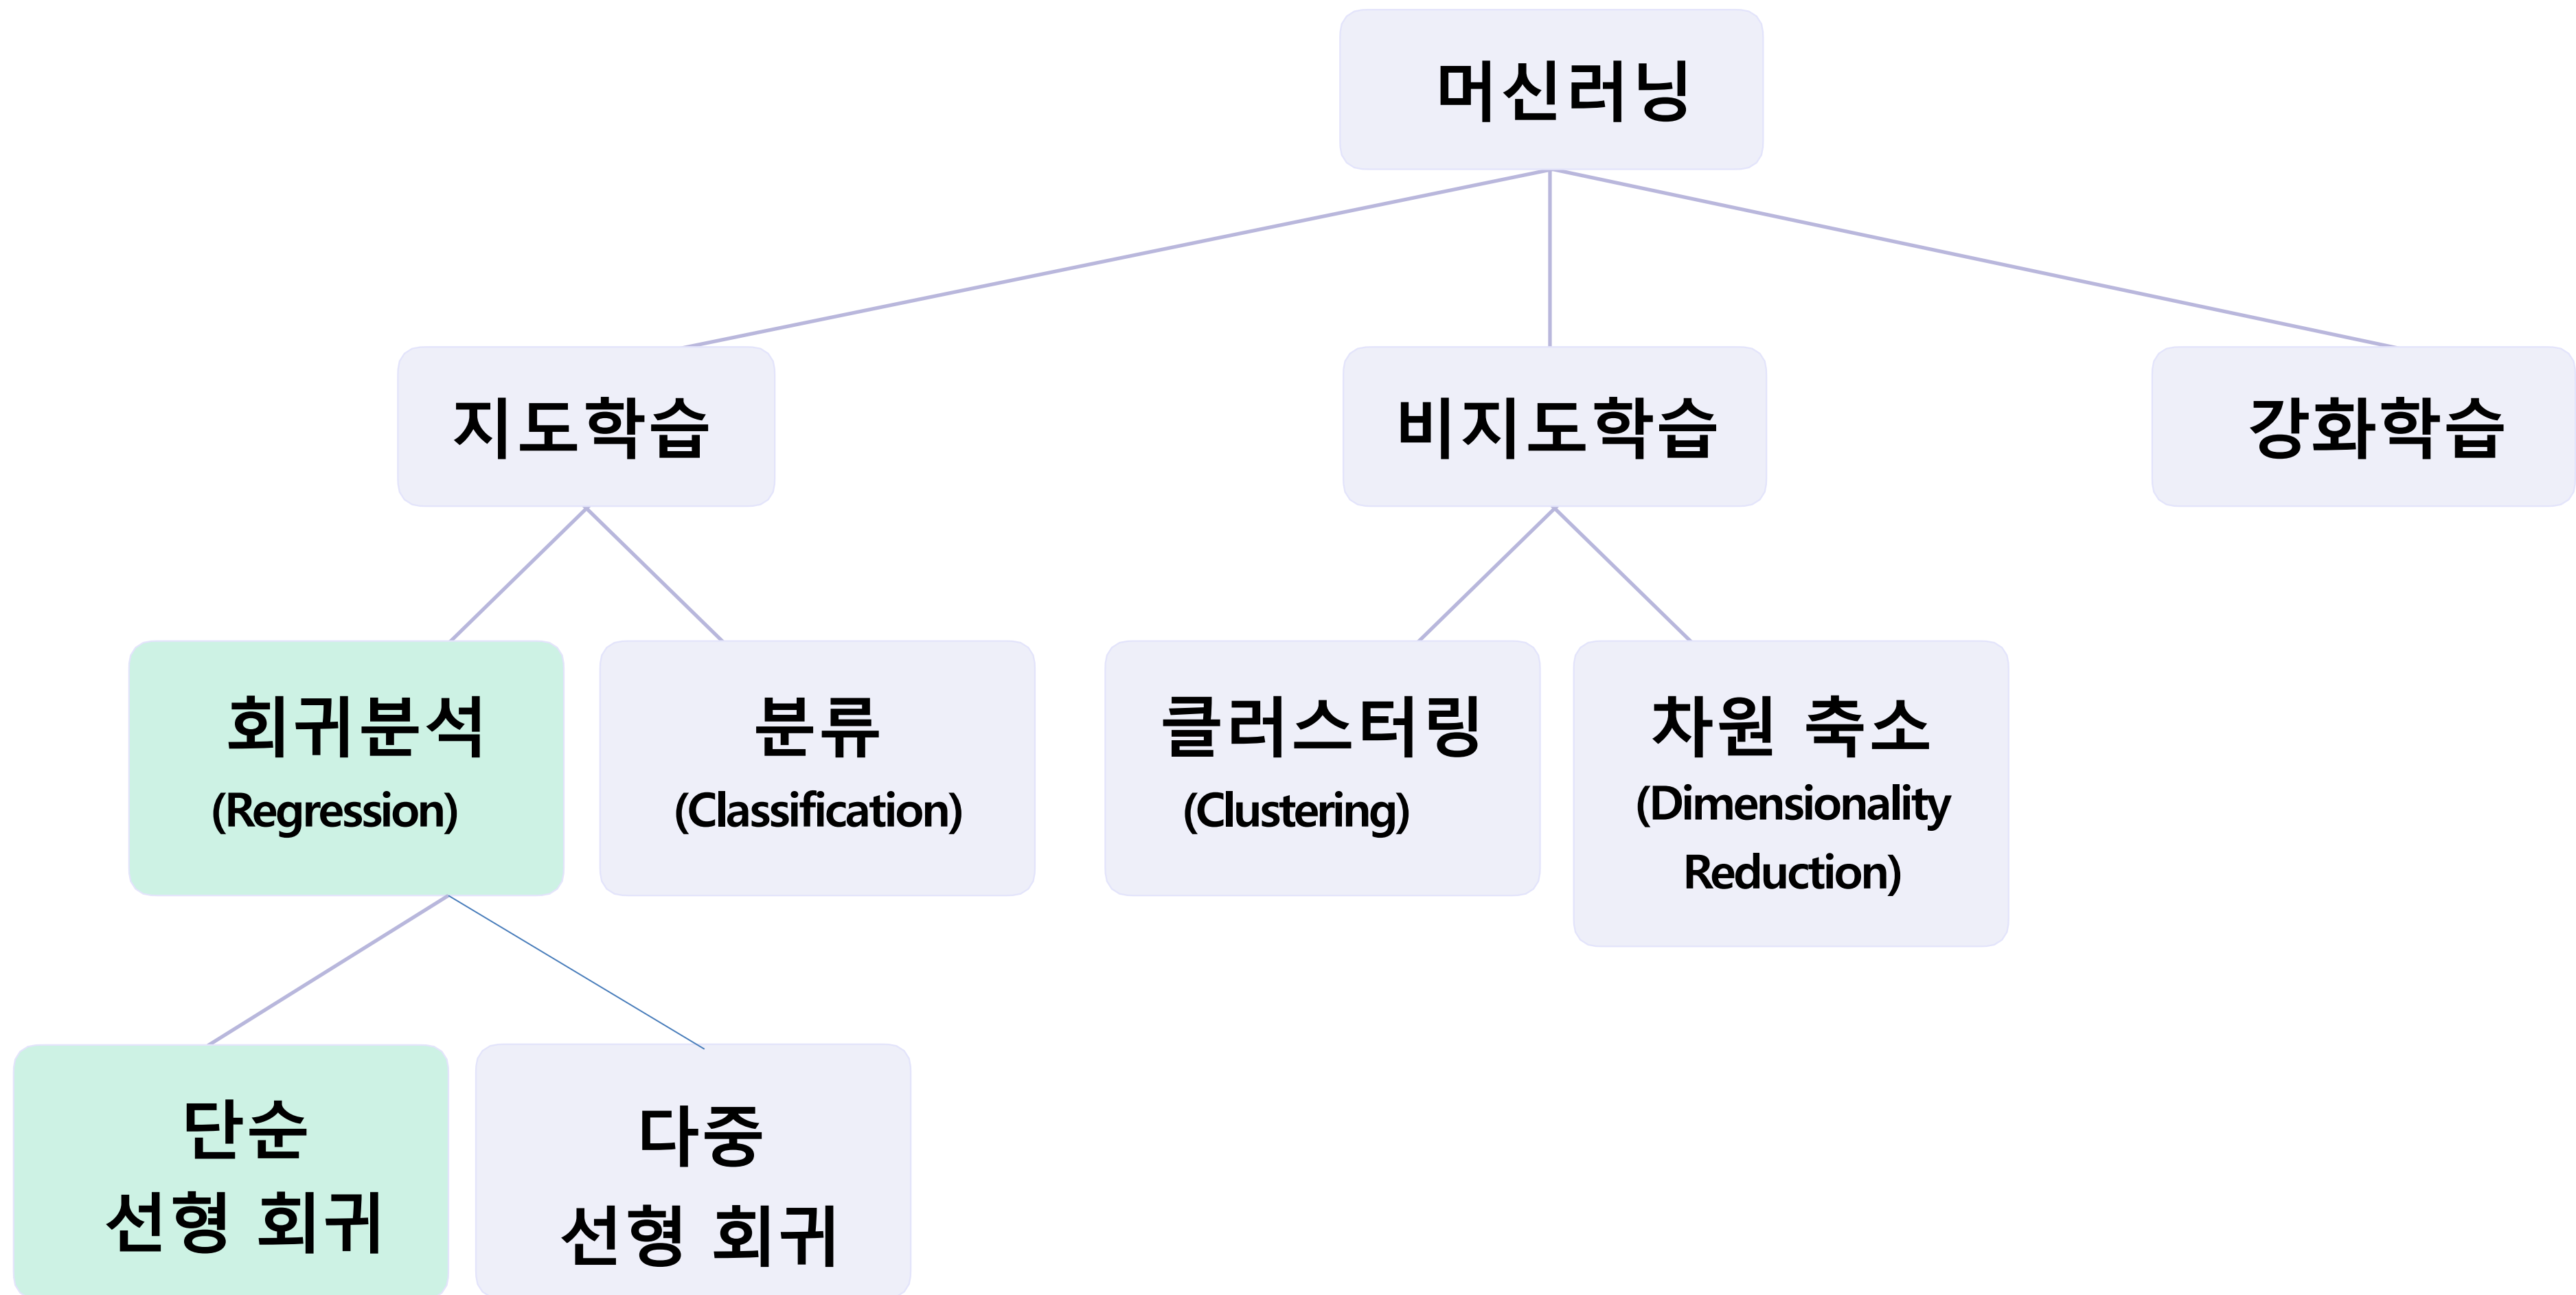 머신러닝
지도학습
비지도학습
강화학습
회귀분석
(Regression)
분류
(Classification)
클러스터링
(Clustering)
차원 축소
(Dimensionality
Reduction)
단순
선형 회귀
다중
선형 회귀